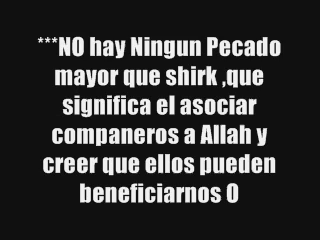 ***NO hay Ningun Pecado
mayor que shirk ,que
significa el asociar
companeros a Allah y
creer que ellos pueden
beneficiarnos O